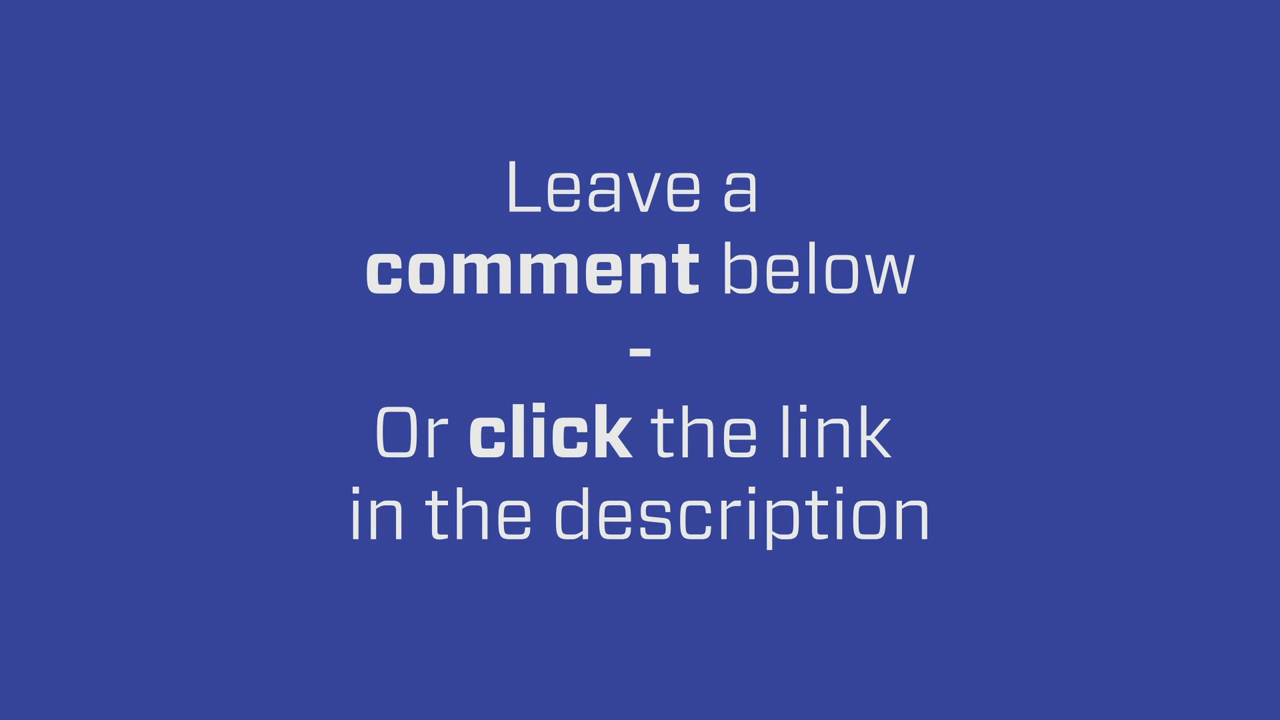 Leave a
comment below
-
Or click the link
in the description